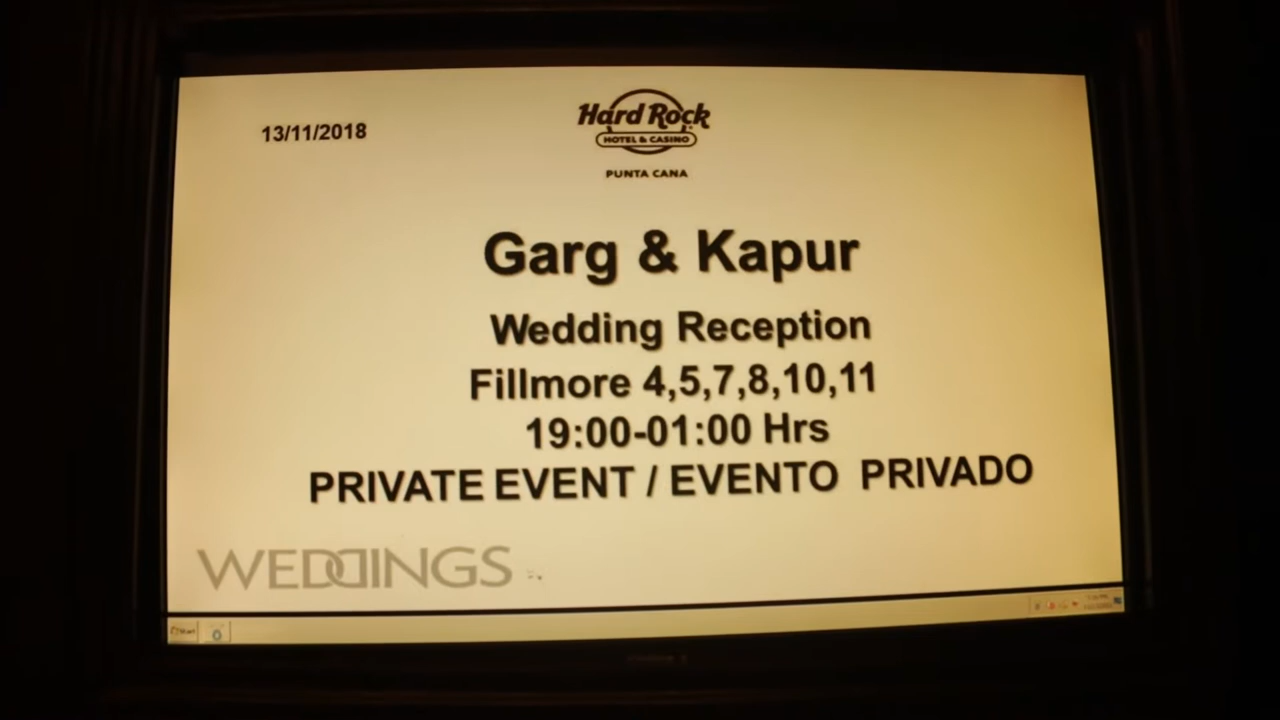 13/11/2018
Hard Rock
HOTEL & CASINO
PUNTA CANA
Garg & Kapur
Wedding Reception
Fillmore 4,5,7,8,10,11
19:00-01:00 Hrs
PRIVATE EVENT / EVENTO PRIVADO
WEDDINGS